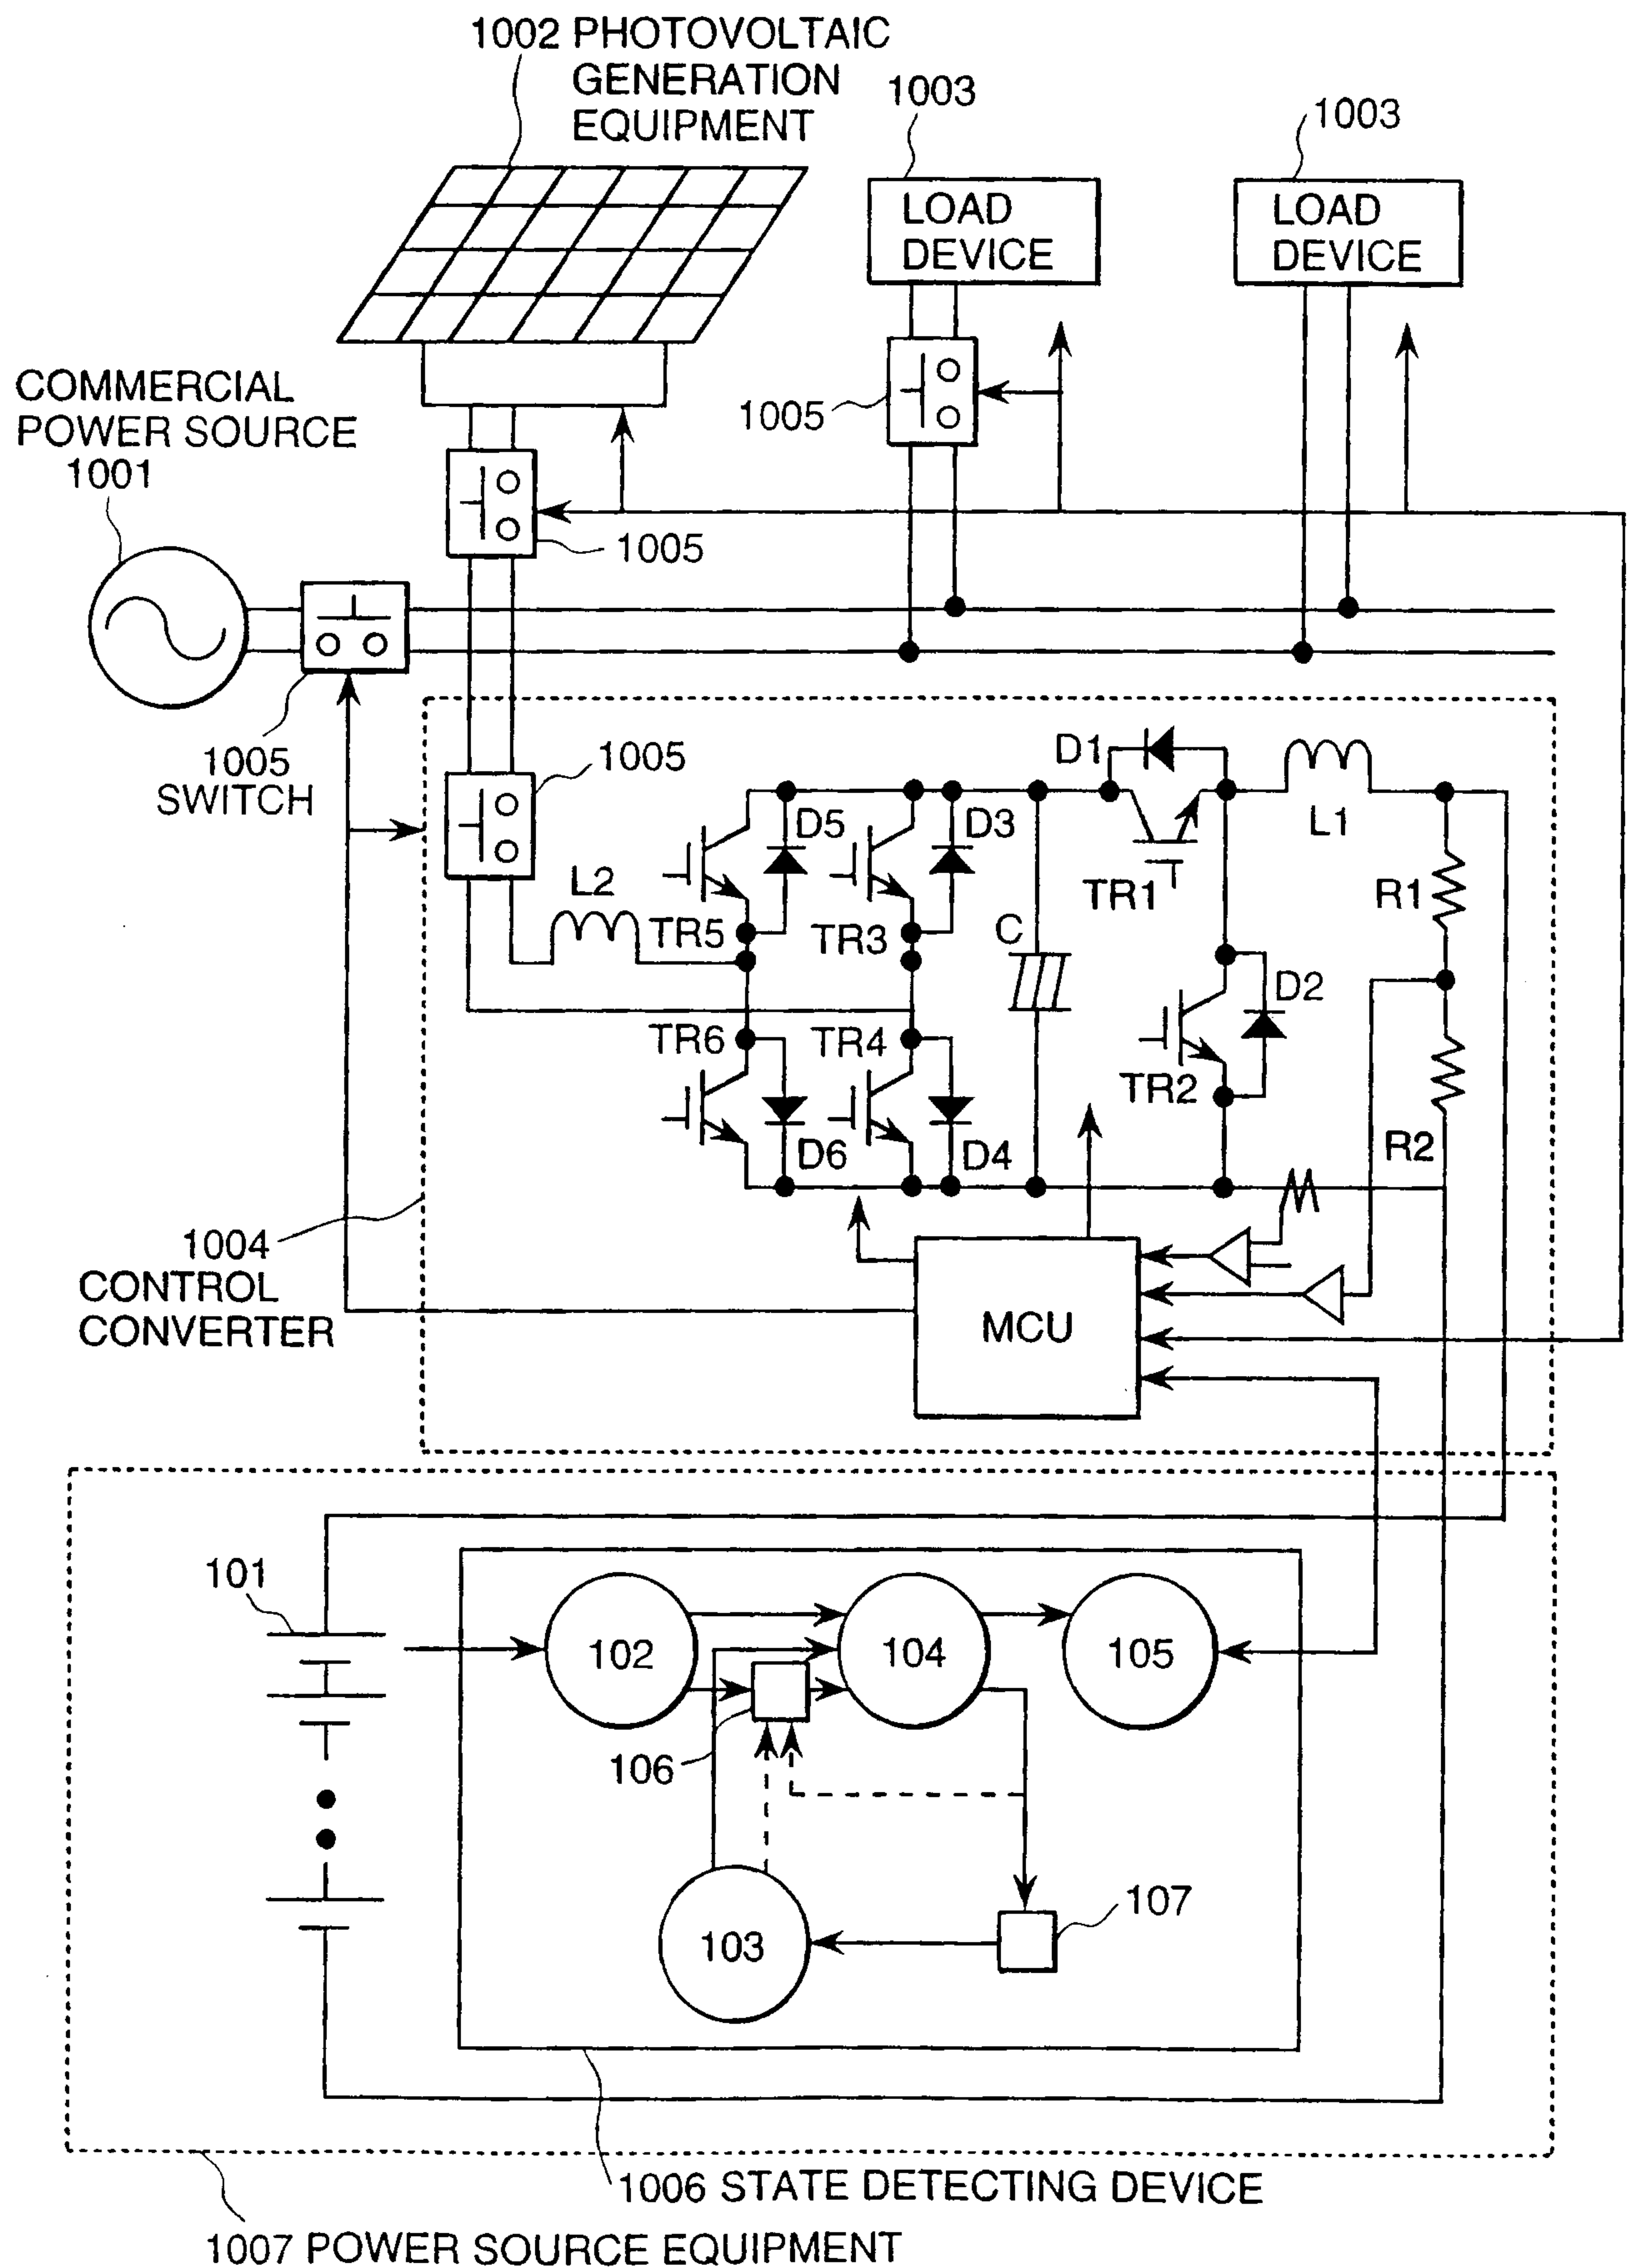 1002 PHOTOVOLTAIC
GENERATION
EQUIPMENT
1003
1003
LOAD
DEVICE
LOAD
DEVICE
COMMERCIAL
POWER SOURCE
1001
1005
1005
1005
SWITCH
1005
D1
L1
D5
D3
TR1
R1
L2
TR5
TR3
C
D2
TR6
TR4
TR2
R2
D6
D4
1004
CONTROL
CONVERTER
MCU
101
102
104
105
106
107
103
1006 STATE DETECTING DEVICE
1007 POWER SOURCE EQUIPMENT